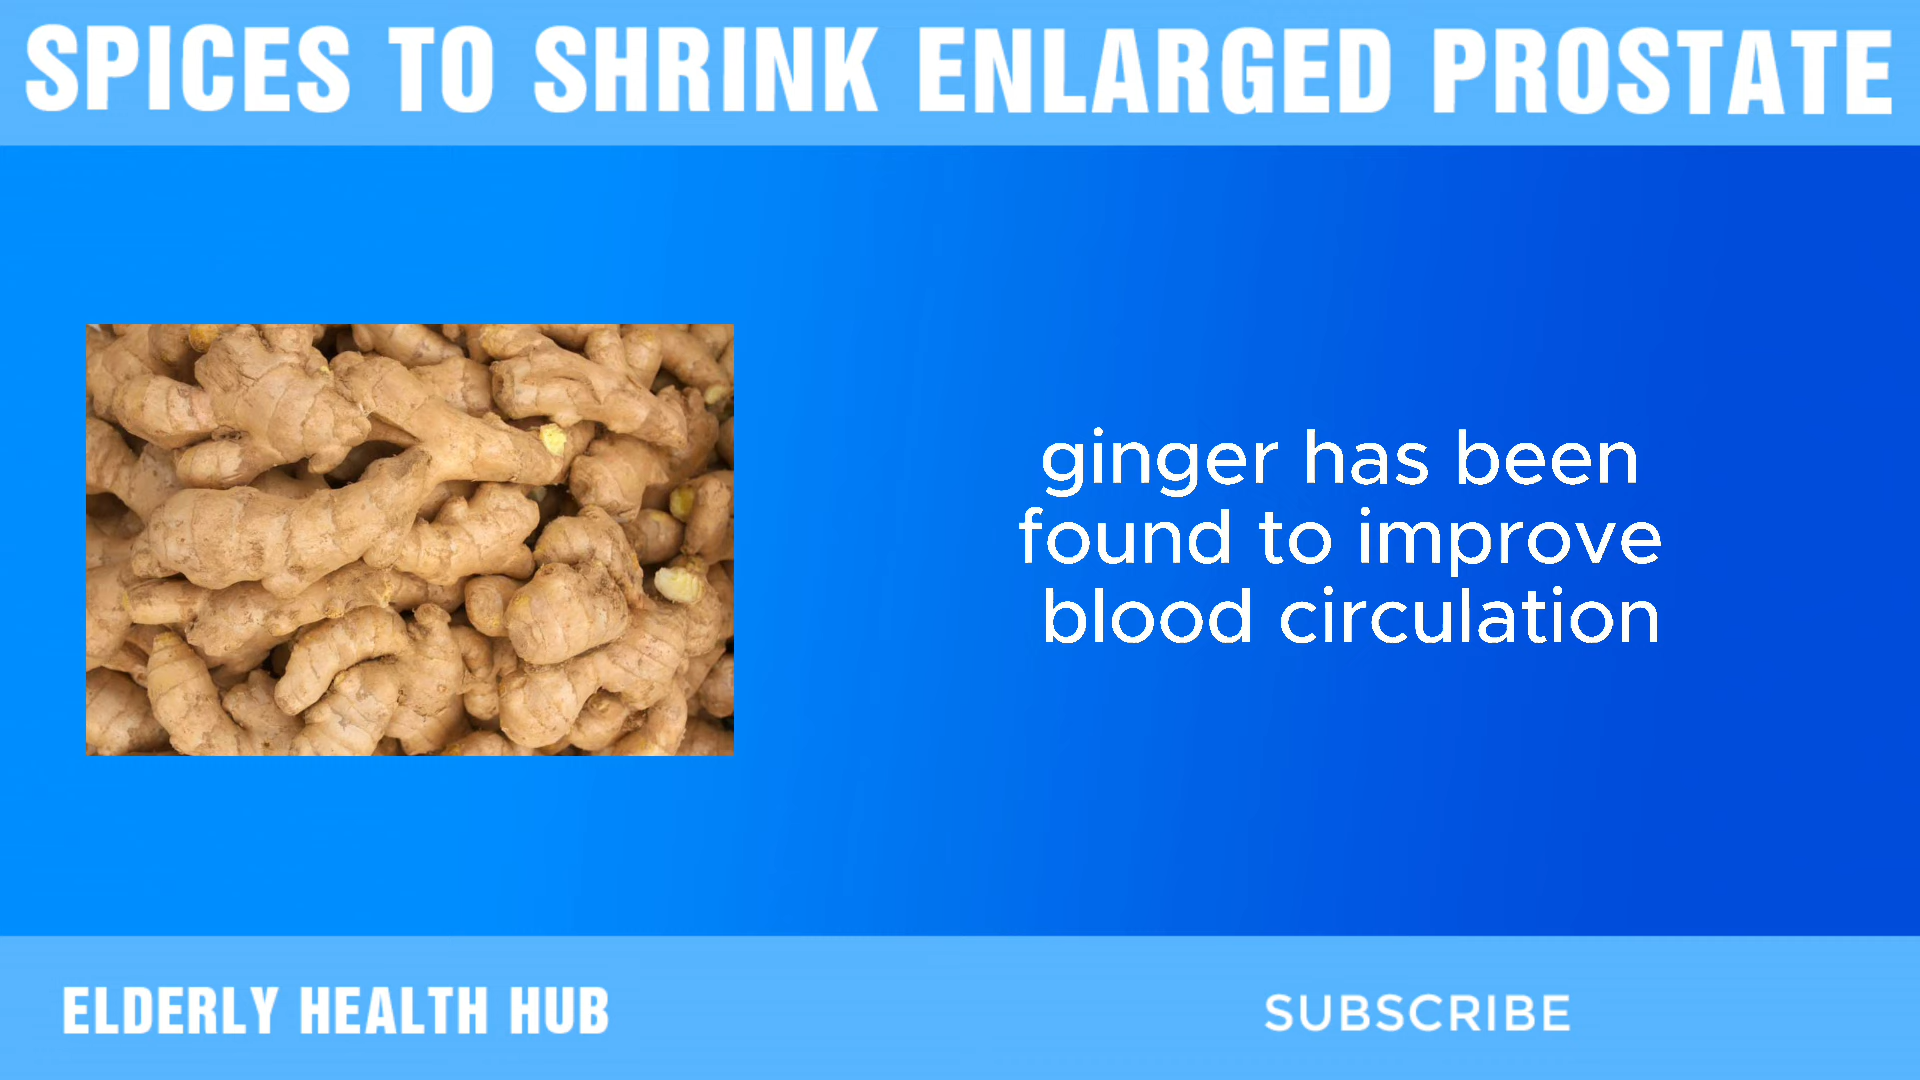 SPICES TO SHRINK ENLARGED PROSTATE
ginger has been
found to improve
blood circulation
ELDERLY HEALTH HUB
SUBSCRIBE